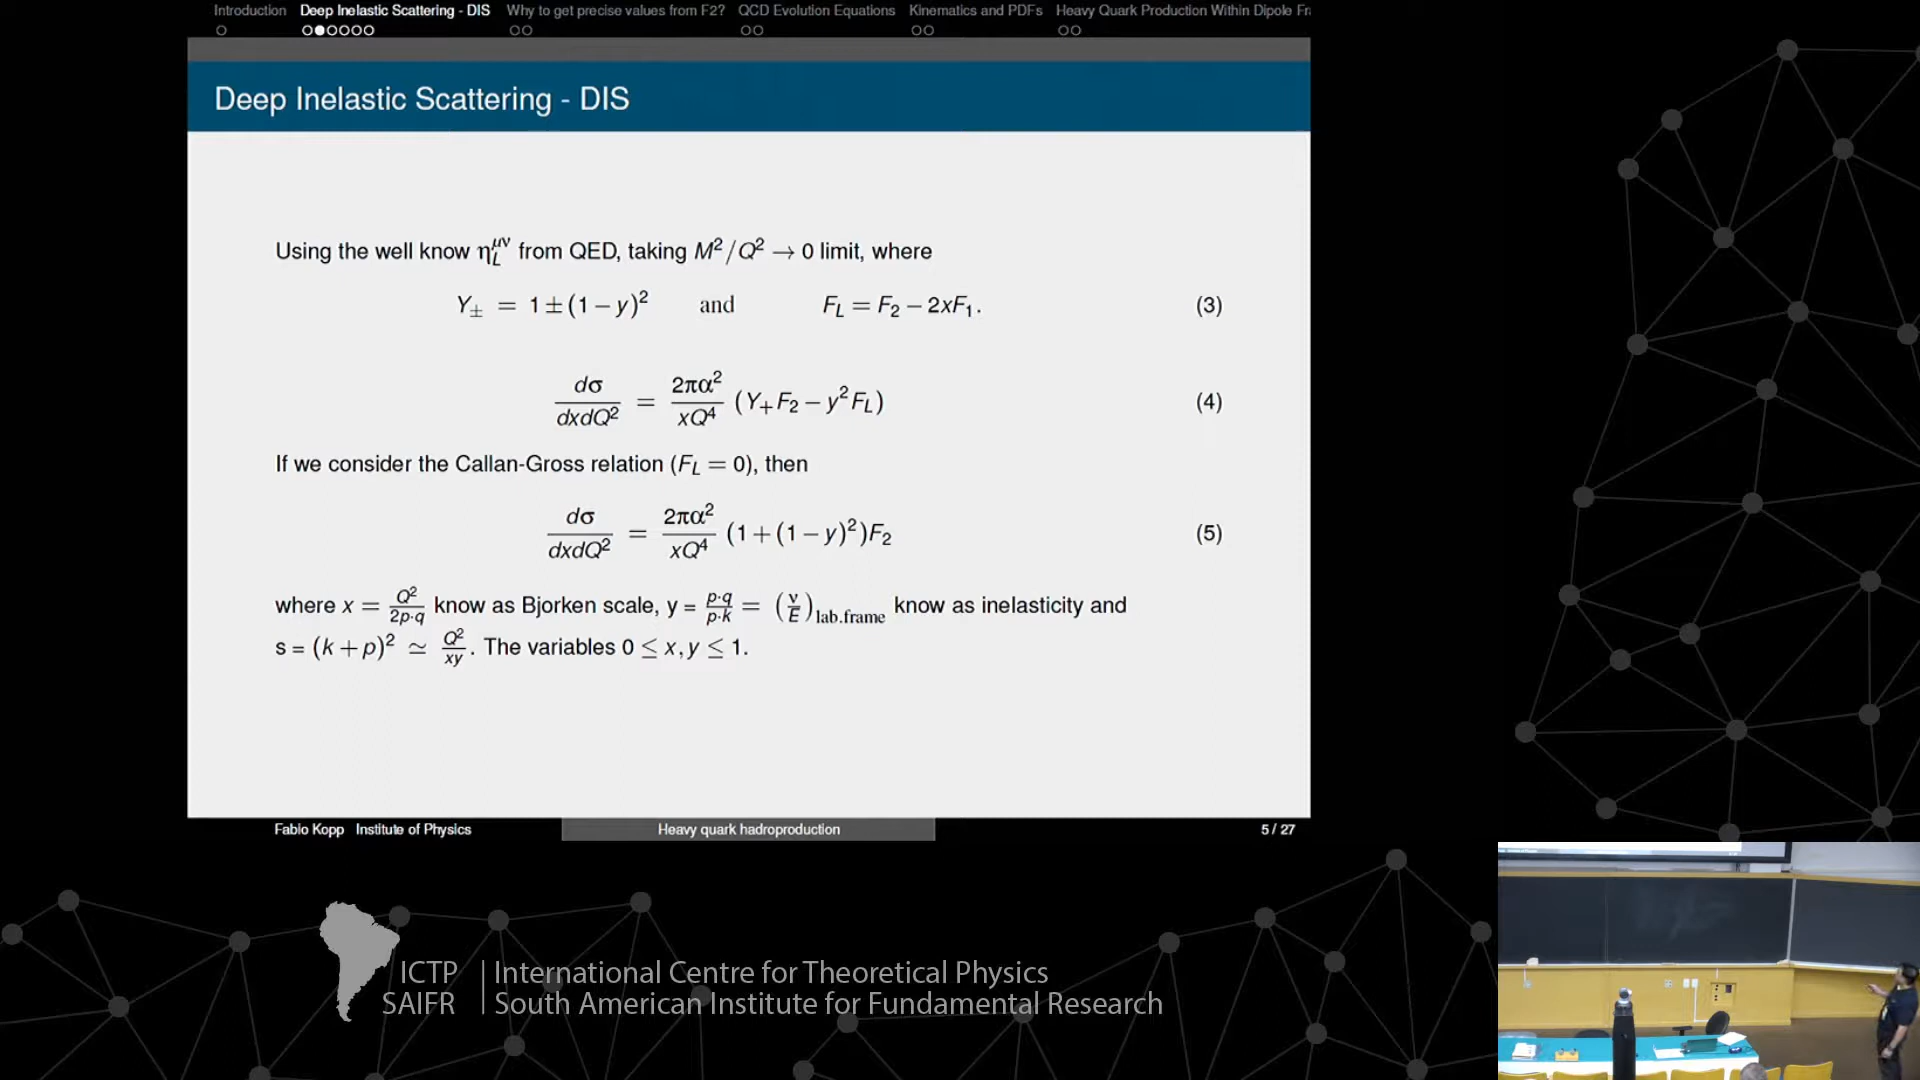 Introduction Deep Inelastic Scattering - DIS Why to get precise values from F2? QCD Evolution Equations Kinematics and PDFs Heavy Quark Production Within Dipole Fr
Deep Inelastic Scattering - DIS
Using the well know η_L^{μν} from QED, taking M²/Q² → 0 limit, where
Y± = 1 ± (1 − y)² and F_L = F₂ − 2xF₁. (3)
dσ/dxdQ² = 2πα²/xQ⁴ (Y₊F₂ − y²F_L) (4)
If we consider the Callan-Gross relation (F_L = 0), then
dσ/dxdQ² = 2πα²/xQ⁴ (1 + (1 − y)²)F₂ (5)
where x = Q²/2p·q know as Bjorken scale, y = p·q/p·k = (ν/E)_lab.frame know as inelasticity and
s = (k + p)² ≃ Q²/xy. The variables 0 ≤ x, y ≤ 1.
Fabio Kopp Institute of Physics Heavy quark hadroproduction 5 / 27
ICTP | International Centre for Theoretical Physics
SAIFR | South American Institute for Fundamental Research